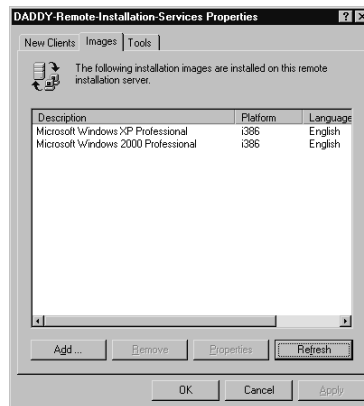 DADDY-Remote-Installation-Services Properties
New Clients Images Tools
The following installation images are installed on this remote
installation server.
Description Platform Language
Microsoft Windows XP Professional i386 English
Microsoft Windows 2000 Professional i386 English
Add ... Remove Properties Refresh
OK Cancel Apply